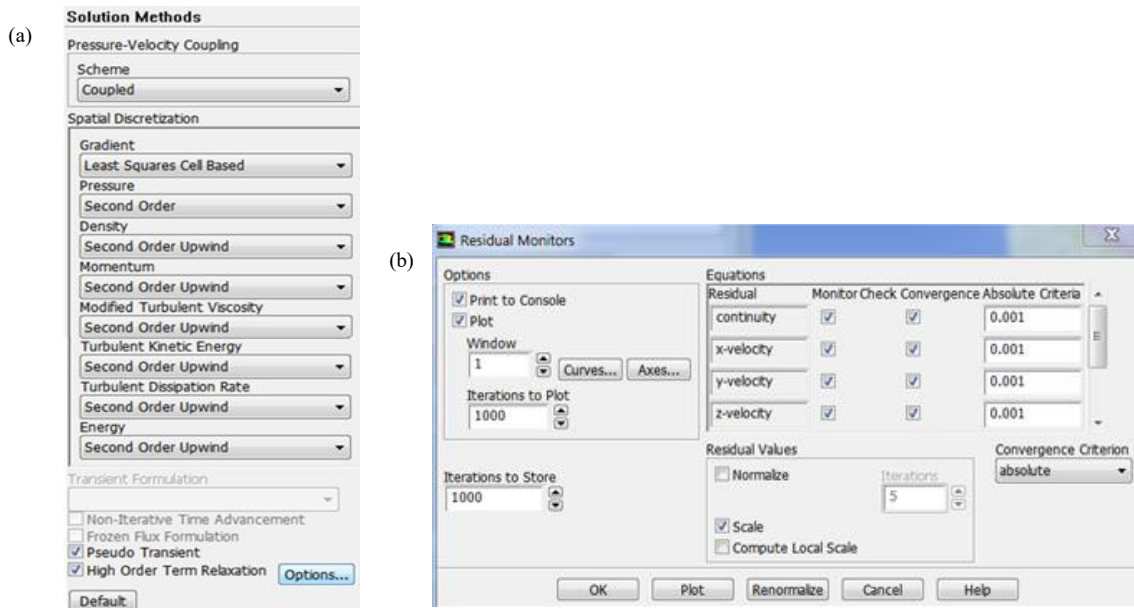 (a)
Solution Methods
Pressure-Velocity Coupling
Scheme
Coupled
Spatial Discretization
Gradient
Least Squares Cell Based
Pressure
Second Order
Density
Second Order Upwind
Momentum
Second Order Upwind
Modified Turbulent Viscosity
Second Order Upwind
Turbulent Kinetic Energy
Second Order Upwind
Turbulent Dissipation Rate
Second Order Upwind
Energy
Second Order Upwind
Transient Formulation
Non-Iterative Time Advancement
Frozen Flux Formulation
Pseudo Transient
High Order Term Relaxation Options...
Default
(b)
Residual Monitors
Options
Print to Console
Plot
Window
1 Curves... Axes...
Iterations to Plot
1000
Iterations to Store
1000
Equations
Residual Monitor Check Convergence Absolute Criteria
continuity 0.001
x-velocity 0.001
y-velocity 0.001
z-velocity 0.001
Residual Values
Normalize Iterations
5
Scale
Compute Local Scale
Convergence Criterion
absolute
OK Plot Renormalize Cancel Help